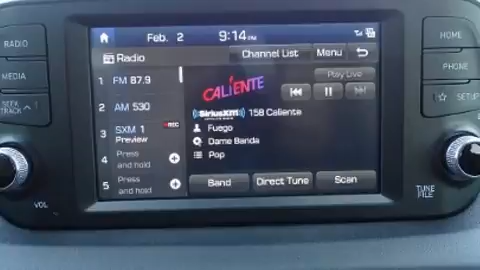 RADIO
MEDIA
SEEK
TRACK
Feb. 2 9:14 PM
Radio
Channel List
Menu
1 FM 87.9
2 AM 530
3 SXM 1
REC
Preview
4 Press
and hold
5 Press
and hold
CALIENTE
Play Live
SiriusXM
158 Caliente
Fuego
Dame Banda
Pop
Band
Direct Tune
Scan
HOME
PHONE
SETUP
VOL
TUNE
FILE